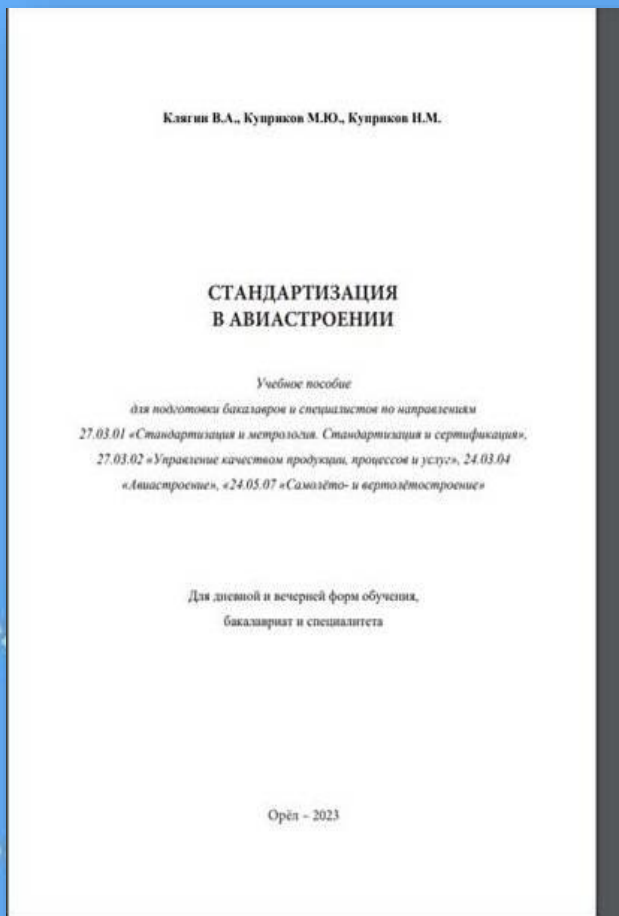 Клягин В.А., Куприков М.Ю., Куприков Н.М.
СТАНДАРТИЗАЦИЯ
В АВИАСТРОЕНИИ
Учебное пособие
для подготовки бакалавров и специалистов по направлениям
27.03.01 «Стандартизация и метрология. Стандартизация и сертификация»,
27.03.02 «Управление качеством продукции, процессов и услуг», 24.03.04
«Авиастроение», «24.05.07 «Самолёто- и вертолётостроение»
Для дневной и вечерней форм обучения,
бакалавриат и специалитета
Орёл – 2023